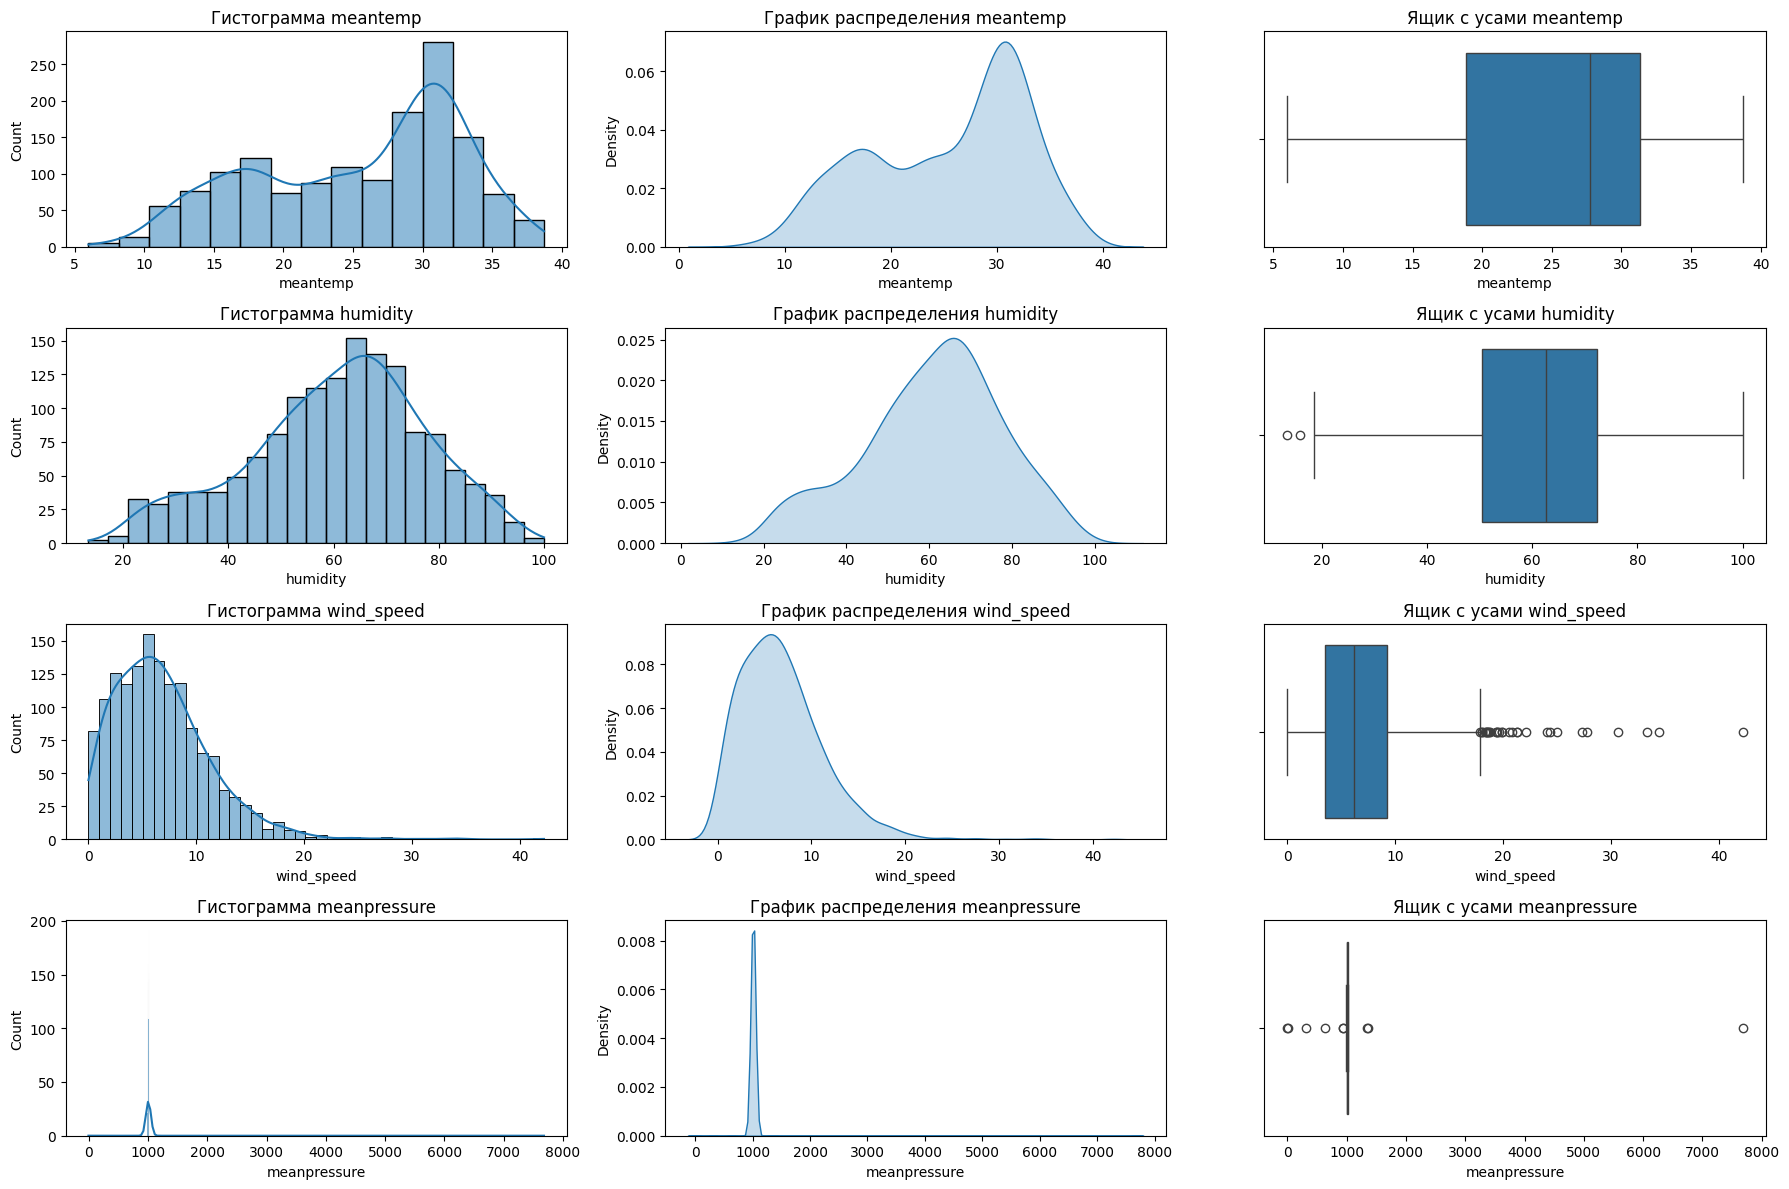 Гистограмма meantemp
График распределения meantemp
Ящик с усами meantemp
Count
250
200
150
100
50
0
5 10 15 20 25 30 35 40
meantemp
Density
0.06
0.04
0.02
0.00
0 10 20 30 40
meantemp
5 10 15 20 25 30 35 40
meantemp
Гистограмма humidity
График распределения humidity
Ящик с усами humidity
Count
150
125
100
75
50
25
0
20 40 60 80 100
humidity
Density
0.025
0.020
0.015
0.010
0.005
0.000
0 20 40 60 80 100
humidity
20 40 60 80 100
humidity
Гистограмма wind_speed
График распределения wind_speed
Ящик с усами wind_speed
Count
150
125
100
75
50
25
0
0 10 20 30 40
wind_speed
Density
0.08
0.06
0.04
0.02
0.00
0 10 20 30 40
wind_speed
0 10 20 30 40
wind_speed
Гистограмма meanpressure
График распределения meanpressure
Ящик с усами meanpressure
Count
200
150
100
50
0
0 1000 2000 3000 4000 5000 6000 7000 8000
meanpressure
Density
0.008
0.006
0.004
0.002
0.000
0 1000 2000 3000 4000 5000 6000 7000 8000
meanpressure
0 1000 2000 3000 4000 5000 6000 7000 8000
meanpressure